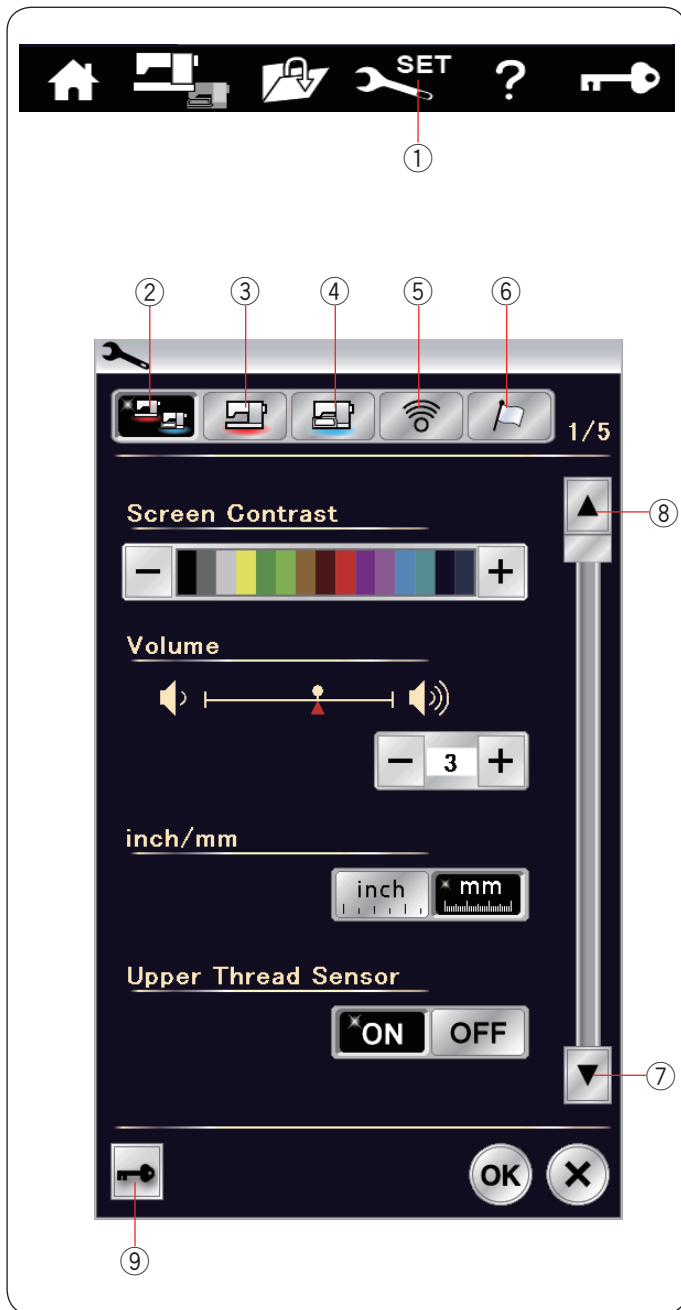 SET ?
①
② ③ ④ ⑤ ⑥
1/5
Screen Contrast
− +
⑧
Volume
− 3 +
inch/mm
inch mm
Upper Thread Sensor
ON OFF
⑦
OK ×
⑨